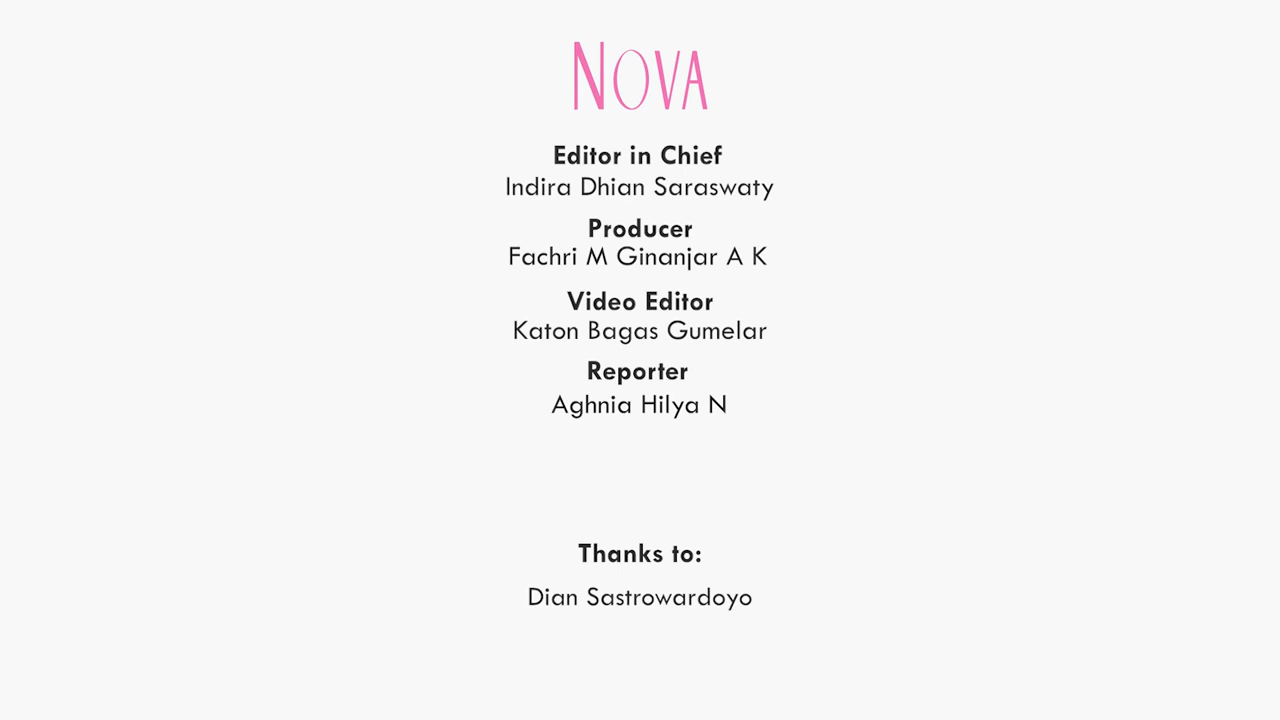 NOVA
Editor in Chief
Indira Dhian Saraswaty
Producer
Fachri M Ginanjar A K
Video Editor
Katon Bagas Gumelar
Reporter
Aghnia Hilya N
Thanks to:
Dian Sastrowardoyo